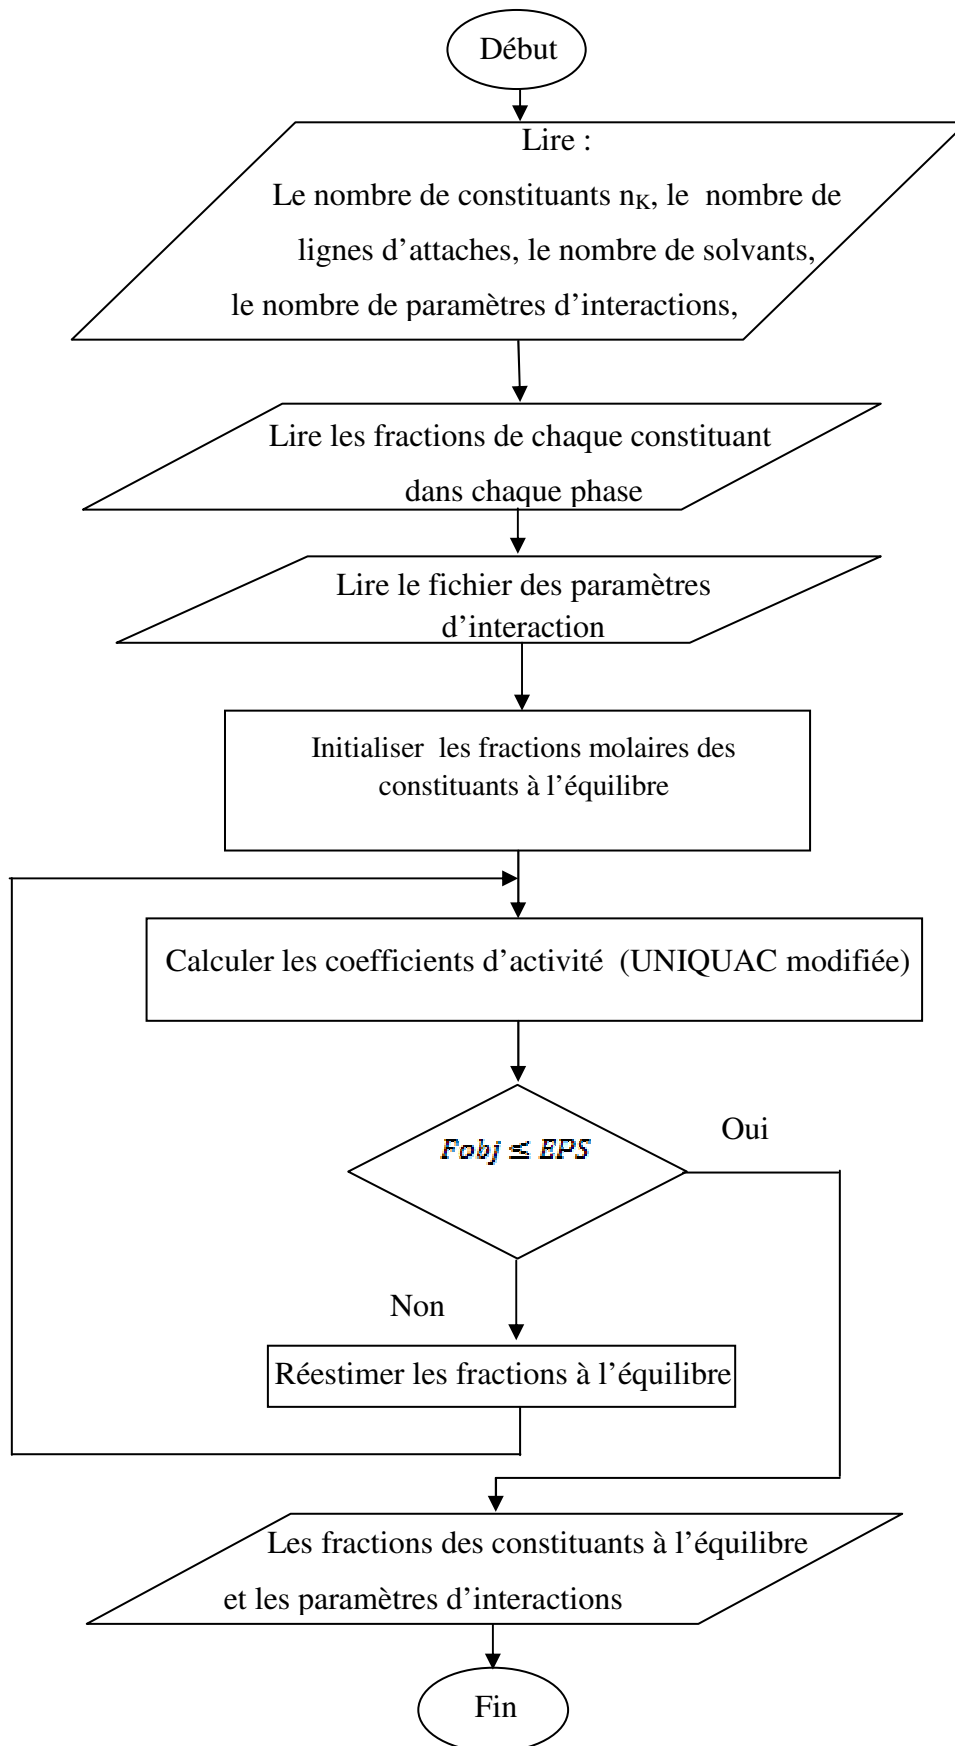 Début
Lire :
Le nombre de constituants nK, le nombre de
lignes d’attaches, le nombre de solvants,
le nombre de paramètres d’interactions,
Lire les fractions de chaque constituant
dans chaque phase
Lire le fichier des paramètres
d’interaction
Initialiser les fractions molaires des
constituants à l’équilibre
Calculer les coefficients d’activité (UNIQUAC modifiée)
Fobj ≤ EPS
Oui
Non
Réestimer les fractions à l’équilibre
Les fractions des constituants à l’équilibre
et les paramètres d’interactions
Fin